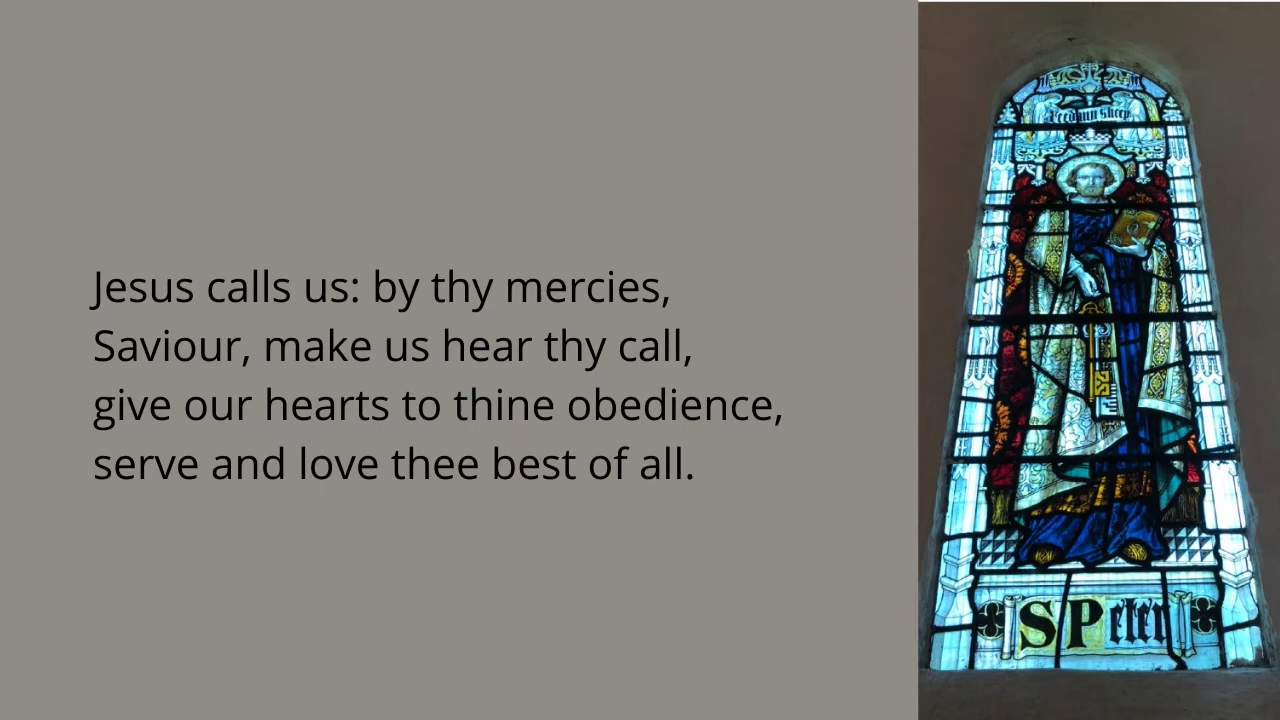 Jesus calls us: by thy mercies,
Saviour, make us hear thy call,
give our hearts to thine obedience,
serve and love thee best of all.
Feed my sheep
S Peter